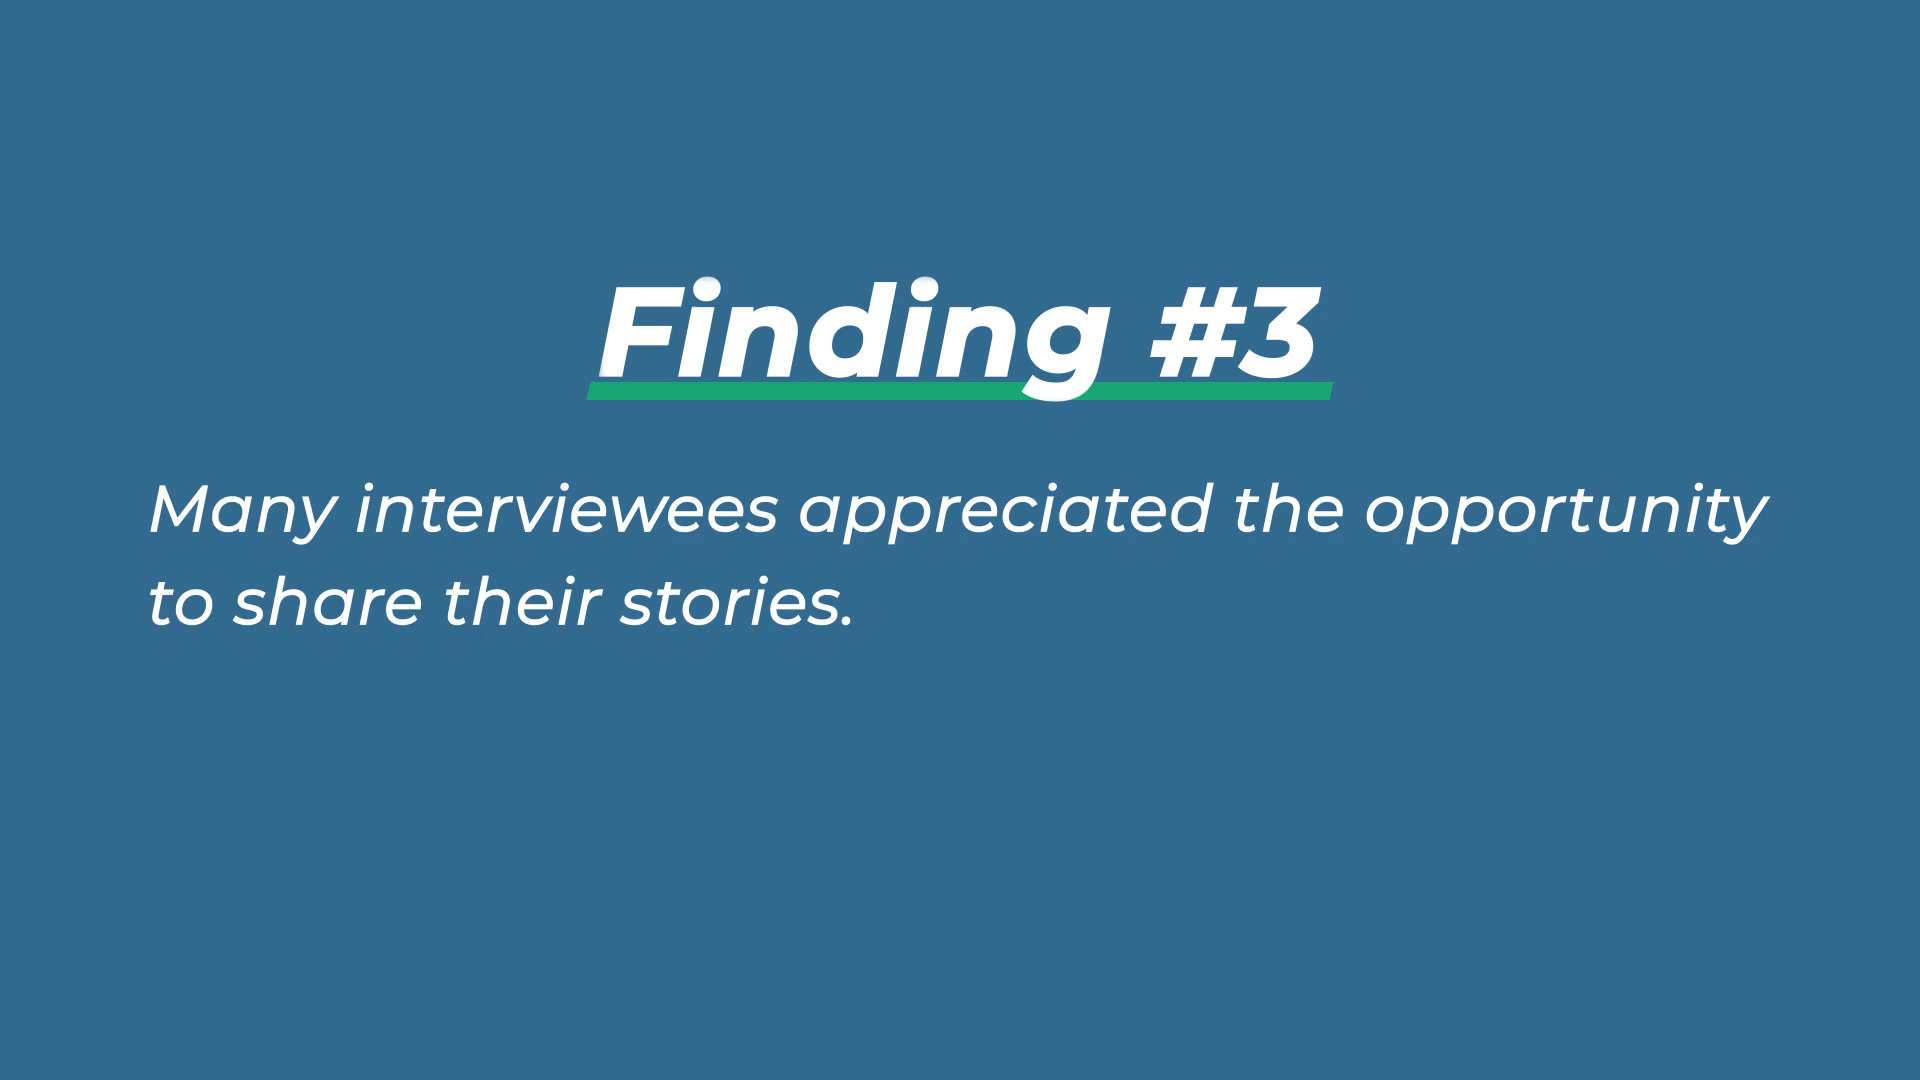 Finding #3
Many interviewees appreciated the opportunity
to share their stories.